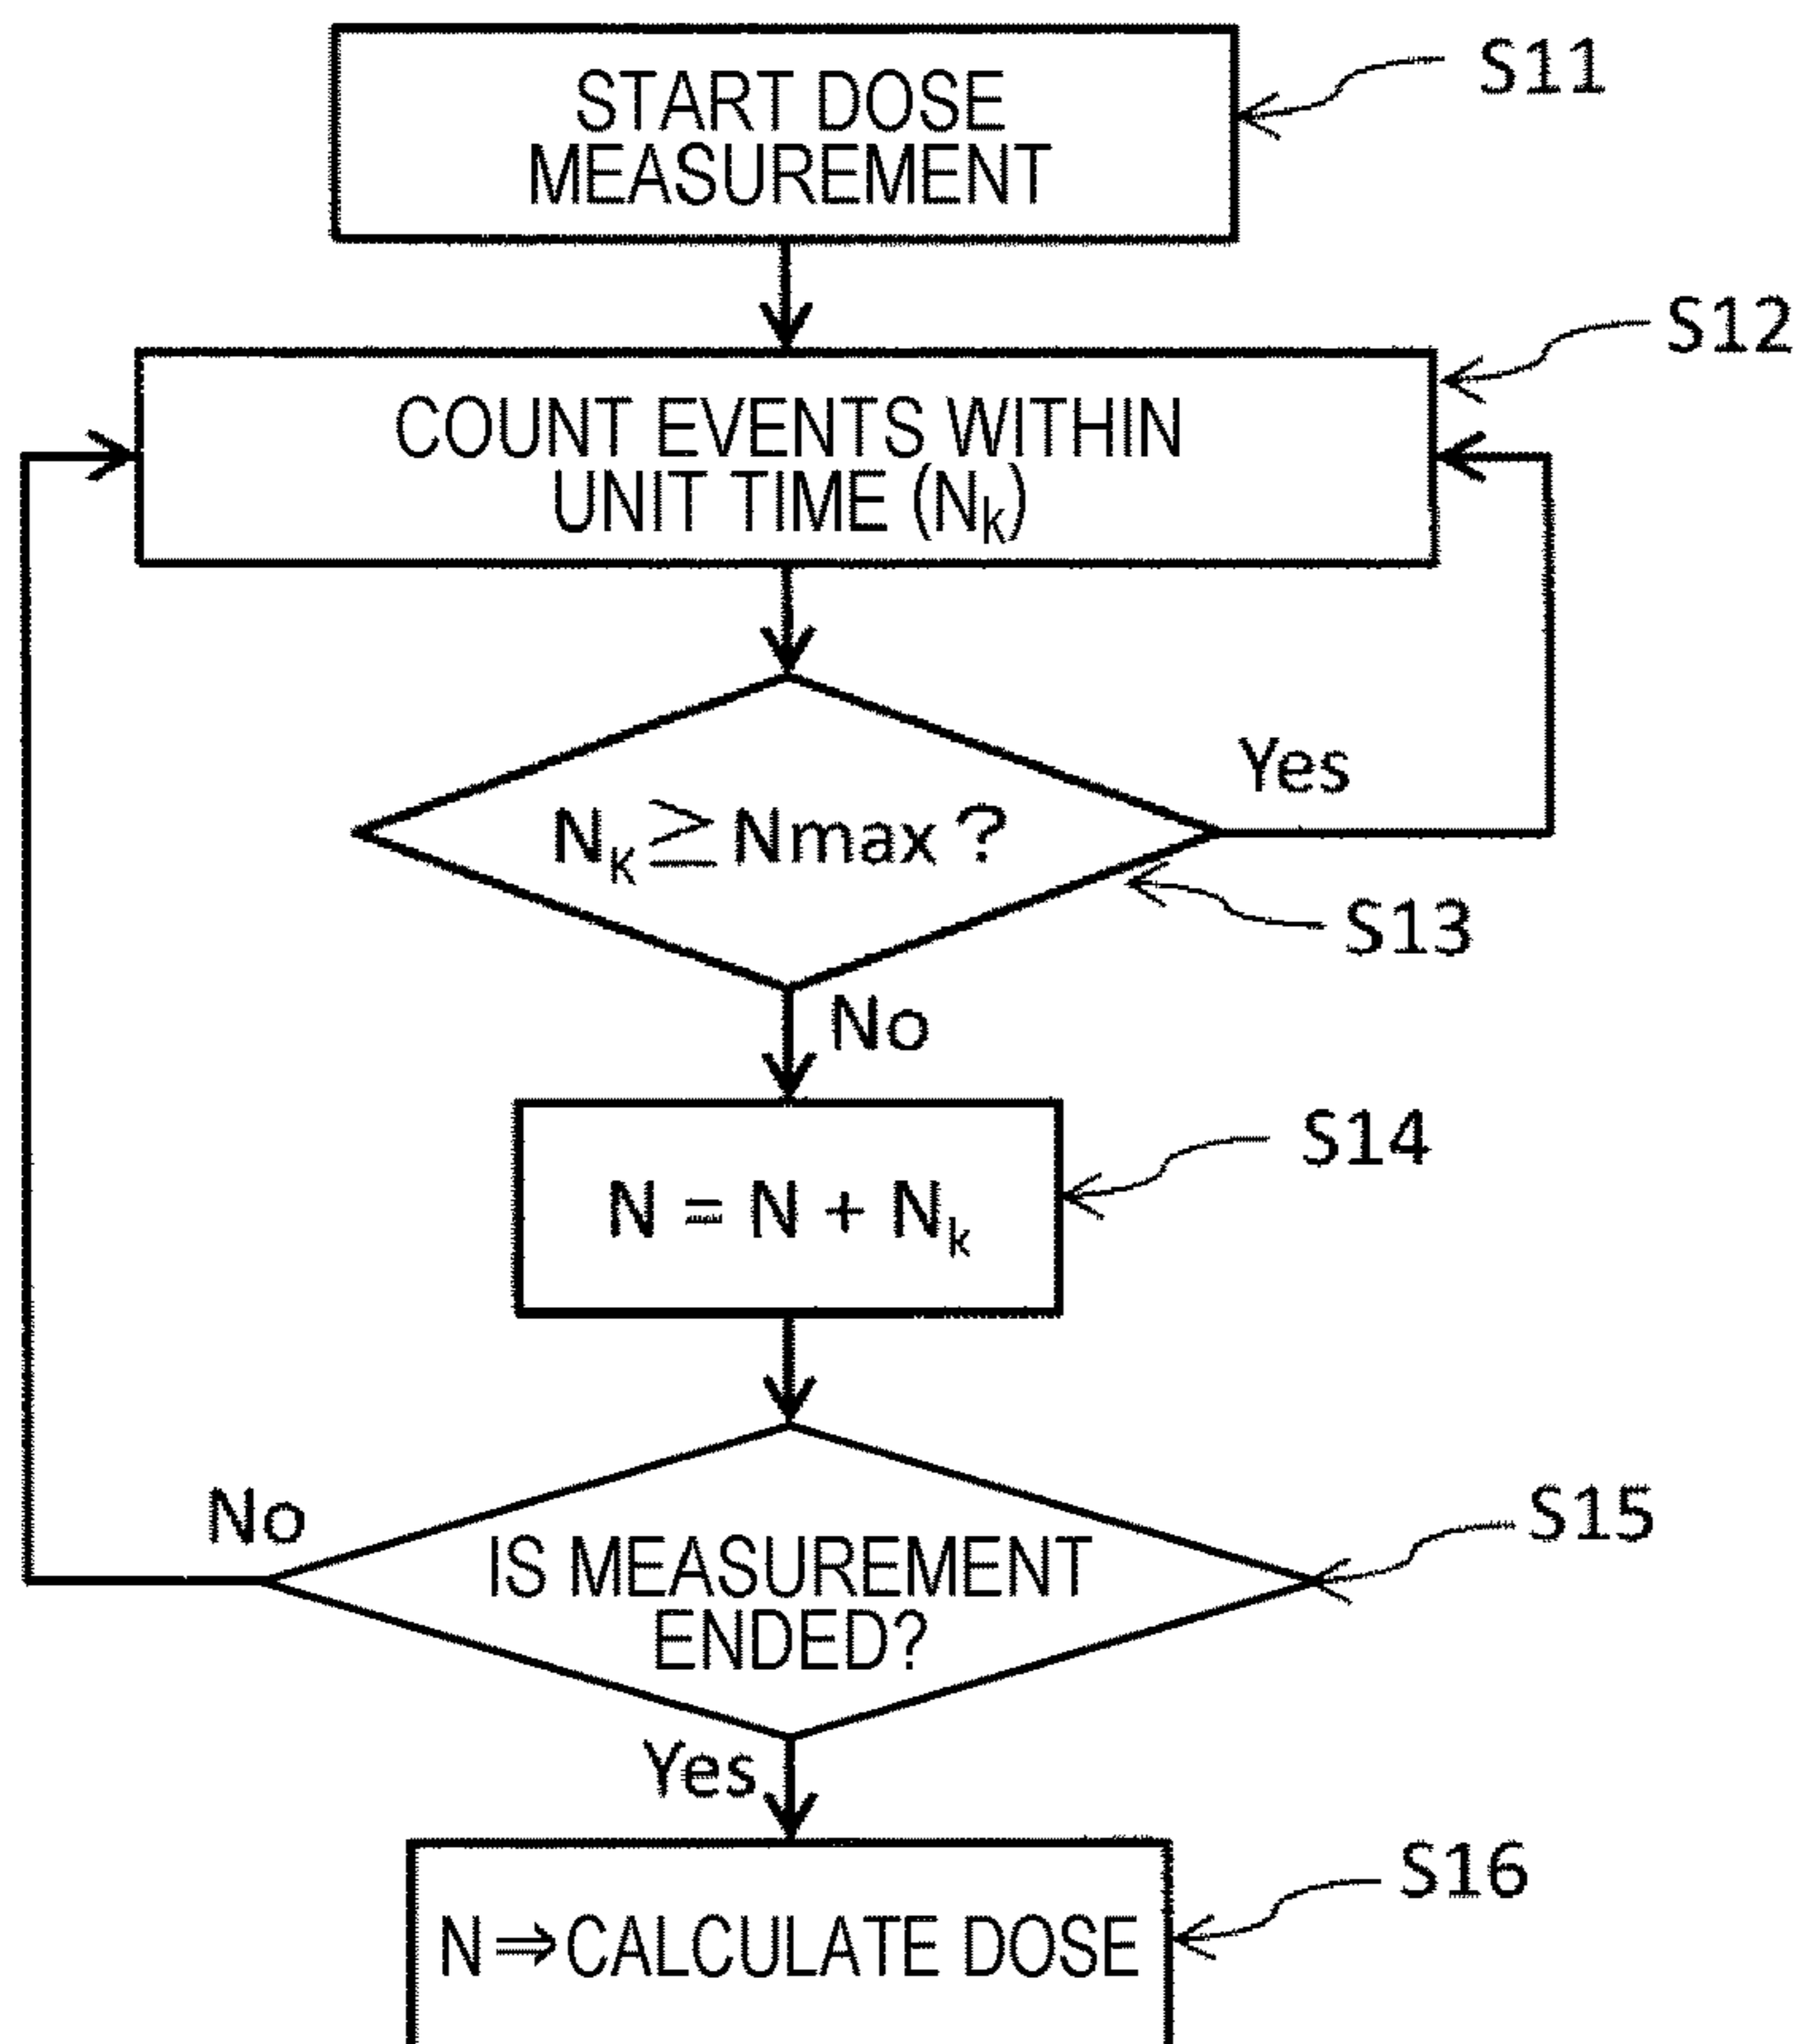 START DOSE
MEASUREMENT
S11
COUNT EVENTS WITHIN
UNIT TIME (Nk)
S12
Nk ≧ Nmax ?
Yes
S13
No
N = N + Nk
S14
IS MEASUREMENT
ENDED?
No
S15
Yes
N⇒CALCULATE DOSE
S16